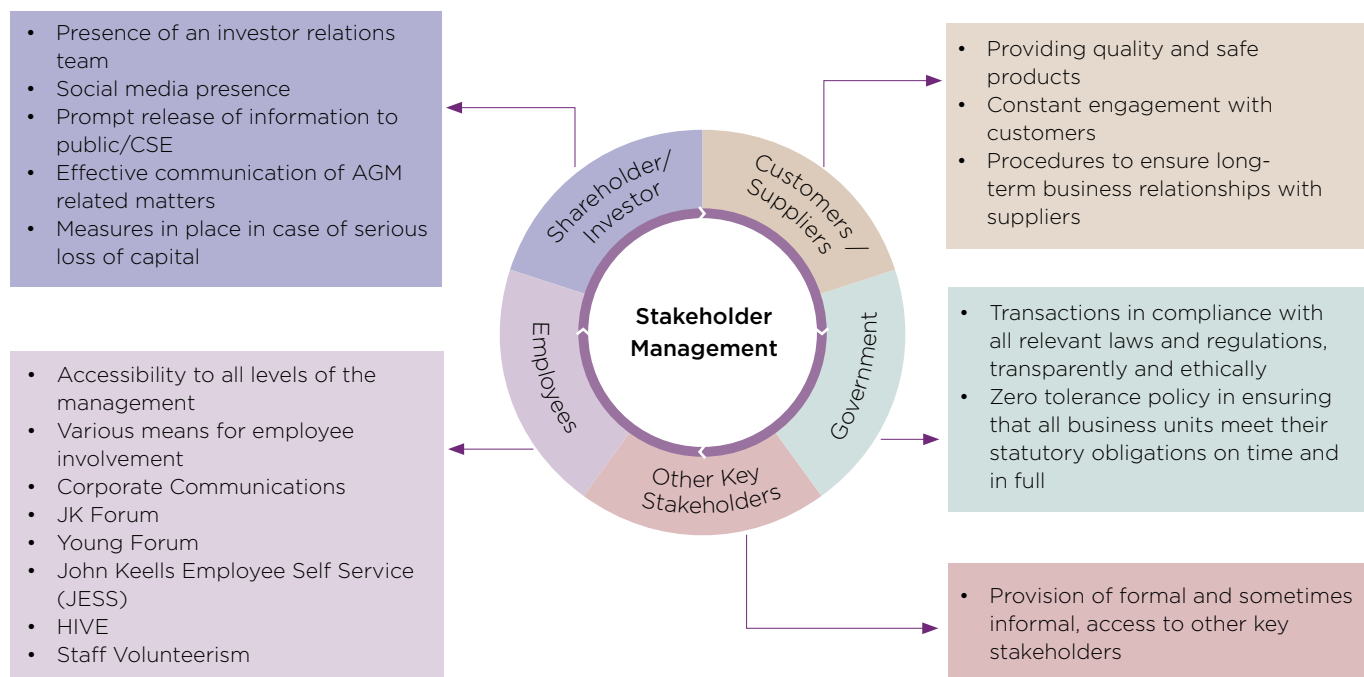 • Presence of an investor relations
team
• Social media presence
• Prompt release of information to
public/CSE
• Effective communication of AGM
related matters
• Measures in place in case of serious
loss of capital
• Accessibility to all levels of the
management
• Various means for employee
involvement
• Corporate Communications
• JK Forum
• Young Forum
• John Keells Employee Self Service
(JESS)
• HIVE
• Staff Volunteerism
Shareholder/
Investor
Customers /
Suppliers
Employees
Stakeholder
Management
Government
Other Key
Stakeholders
• Providing quality and safe
products
• Constant engagement with
customers
• Procedures to ensure long-
term business relationships with
suppliers
• Transactions in compliance with
all relevant laws and regulations,
transparently and ethically
• Zero tolerance policy in ensuring
that all business units meet their
statutory obligations on time and
in full
• Provision of formal and sometimes
informal, access to other key
stakeholders